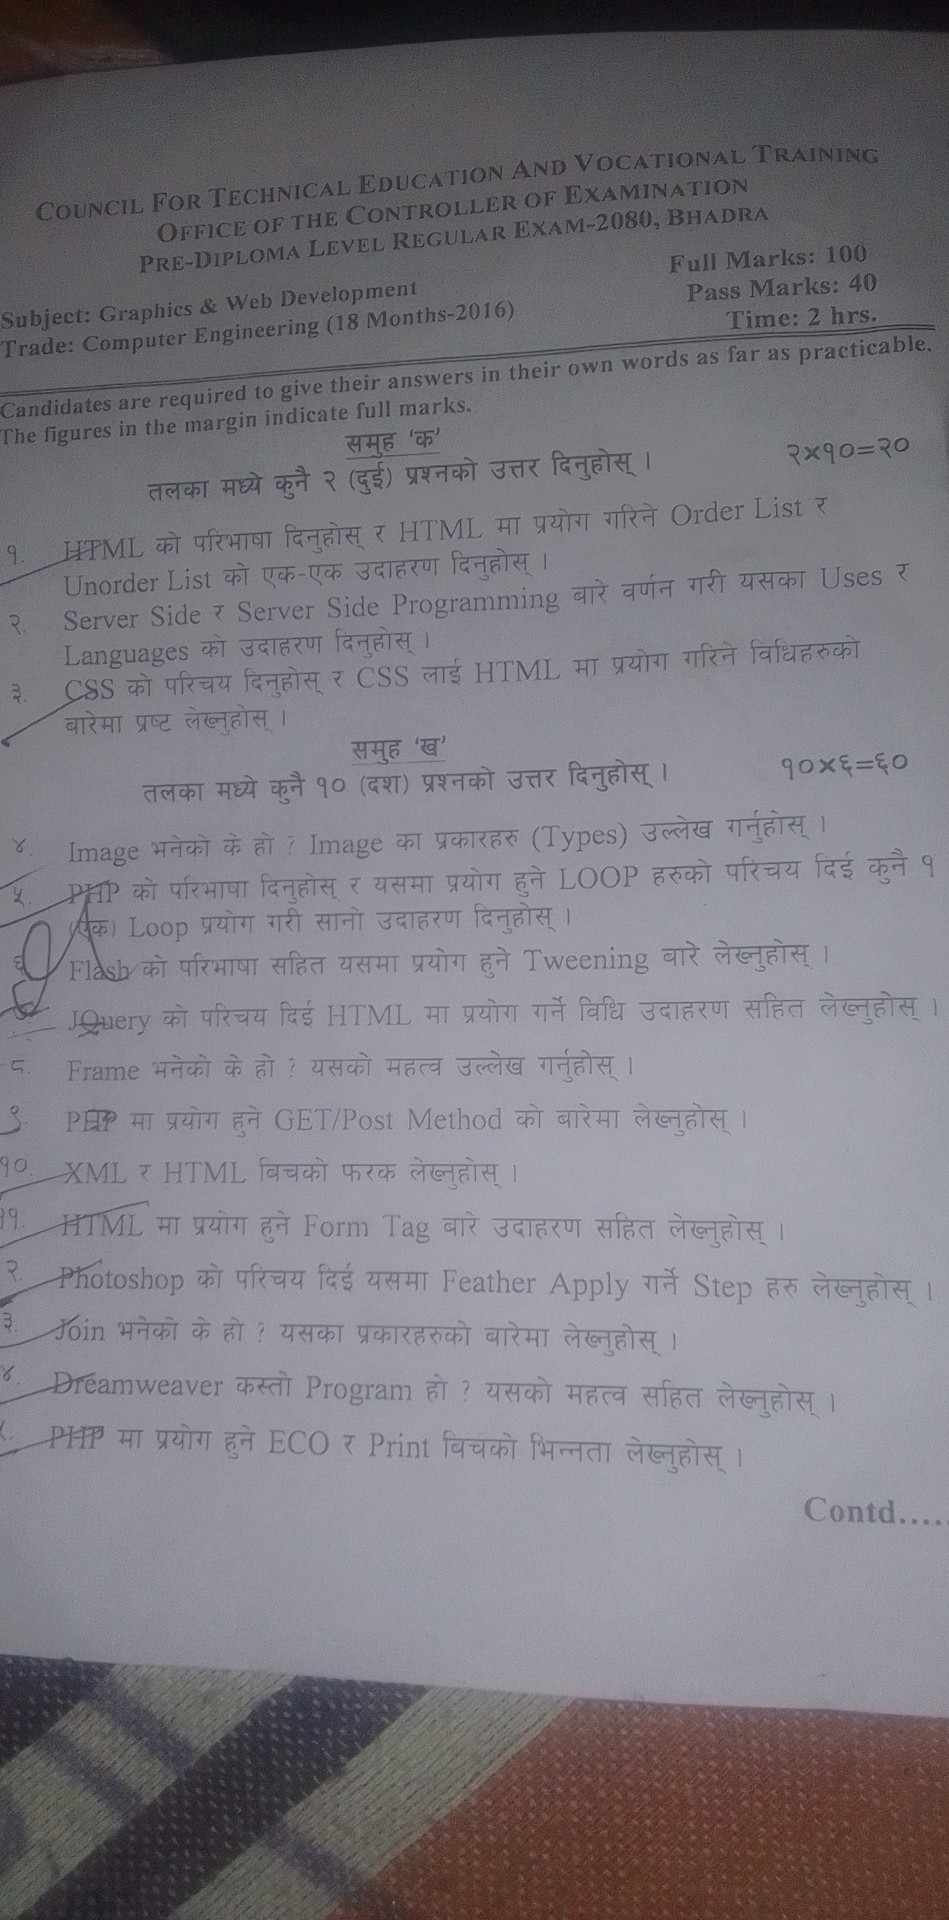 COUNCIL FOR TECHNICAL EDUCATION AND VOCATIONAL TRAINING
OFFICE OF THE CONTROLLER OF EXAMINATION
PRE-DIPLOMA LEVEL REGULAR EXAM-2080, BHADRA
Full Marks: 100
Subject: Graphics & Web Development
Pass Marks: 40
Trade: Computer Engineering (18 Months-2016)
Time: 2 hrs.
Candidates are required to give their answers in their own words as far as practicable.
The figures in the margin indicate full marks.
समुह 'क'
तलका मध्ये कुनै २ (दुई) प्रश्नको उत्तर दिनुहोस् । २×१०=२०
१. HTML को परिभाषा दिनुहोस् र HTML मा प्रयोग गरिने Order List र
Unorder List को एक-एक उदाहरण दिनुहोस् ।
२. Server Side र Server Side Programming बारे वर्णन गरी यसका Uses र
Languages को उदाहरण दिनुहोस् ।
३. CSS को परिचय दिनुहोस् र CSS लाई HTML मा प्रयोग गरिने विधिहरुको
बारेमा प्रष्ट लेख्नुहोस् ।
समुह 'ख'
तलका मध्ये कुनै १० (दश) प्रश्नको उत्तर दिनुहोस् । १०×६=६०
४. Image भनेको के हो ? Image का प्रकारहरु (Types) उल्लेख गर्नुहोस् ।
५. PHP को परिभाषा दिनुहोस् र यसमा प्रयोग हुने LOOP हरुको परिचय दिई कुनै १
(एक) Loop प्रयोग गरी सानो उदाहरण दिनुहोस् ।
६ Flash को परिभाषा सहित यसमा प्रयोग हुने Tweening बारे लेख्नुहोस् ।
JQuery को परिचय दिई HTML मा प्रयोग गर्ने विधि उदाहरण सहित लेख्नुहोस् ।
८. Frame भनेको के हो ? यसको महत्व उल्लेख गर्नुहोस् ।
९. PHP मा प्रयोग हुने GET/Post Method को बारेमा लेख्नुहोस् ।
१०. XML र HTML बिचको फरक लेख्नुहोस् ।
११. HTML मा प्रयोग हुने Form Tag बारे उदाहरण सहित लेख्नुहोस् ।
२. Photoshop को परिचय दिई यसमा Feather Apply गर्ने Step हरु लेख्नुहोस् ।
३. Join भनेको के हो ? यसका प्रकारहरुको बारेमा लेख्नुहोस् ।
४. Dreamweaver कस्तो Program हो ? यसको महत्व सहित लेख्नुहोस् ।
PHP मा प्रयोग हुने ECO र Print बिचको भिन्नता लेख्नुहोस् ।
Contd.....